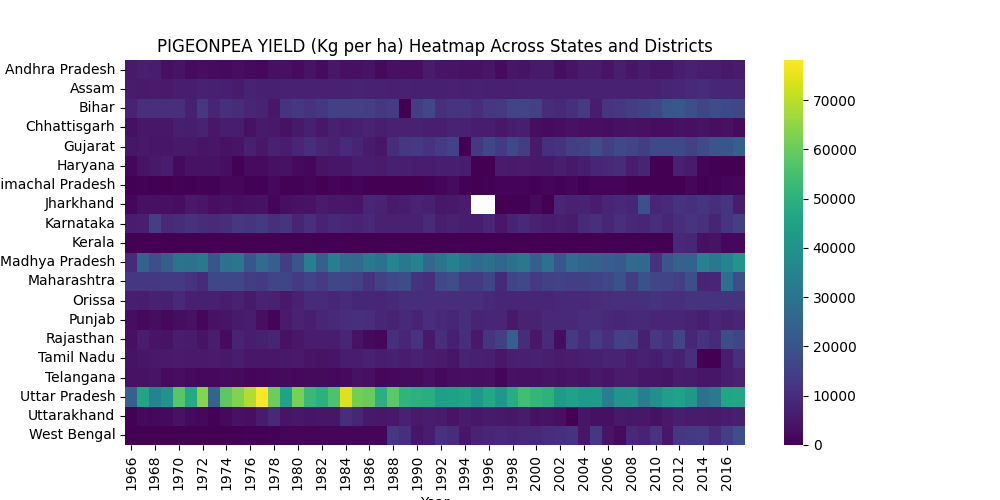 PIGEONPEA YIELD (Kg per ha) Heatmap Across States and Districts
Andhra Pradesh
Assam
Bihar
Chhattisgarh
Gujarat
Haryana
imachal Pradesh
Jharkhand
Karnataka
Kerala
Madhya Pradesh
Maharashtra
Orissa
Punjab
Rajasthan
Tamil Nadu
Telangana
Uttar Pradesh
Uttarakhand
West Bengal
1966 1968 1970 1972 1974 1976 1978 1980 1982 1984 1986 1988 1990 1992 1994 1996 1998 2000 2002 2004 2006 2008 2010 2012 2014 2016
Year
70000
60000
50000
40000
30000
20000
10000
0